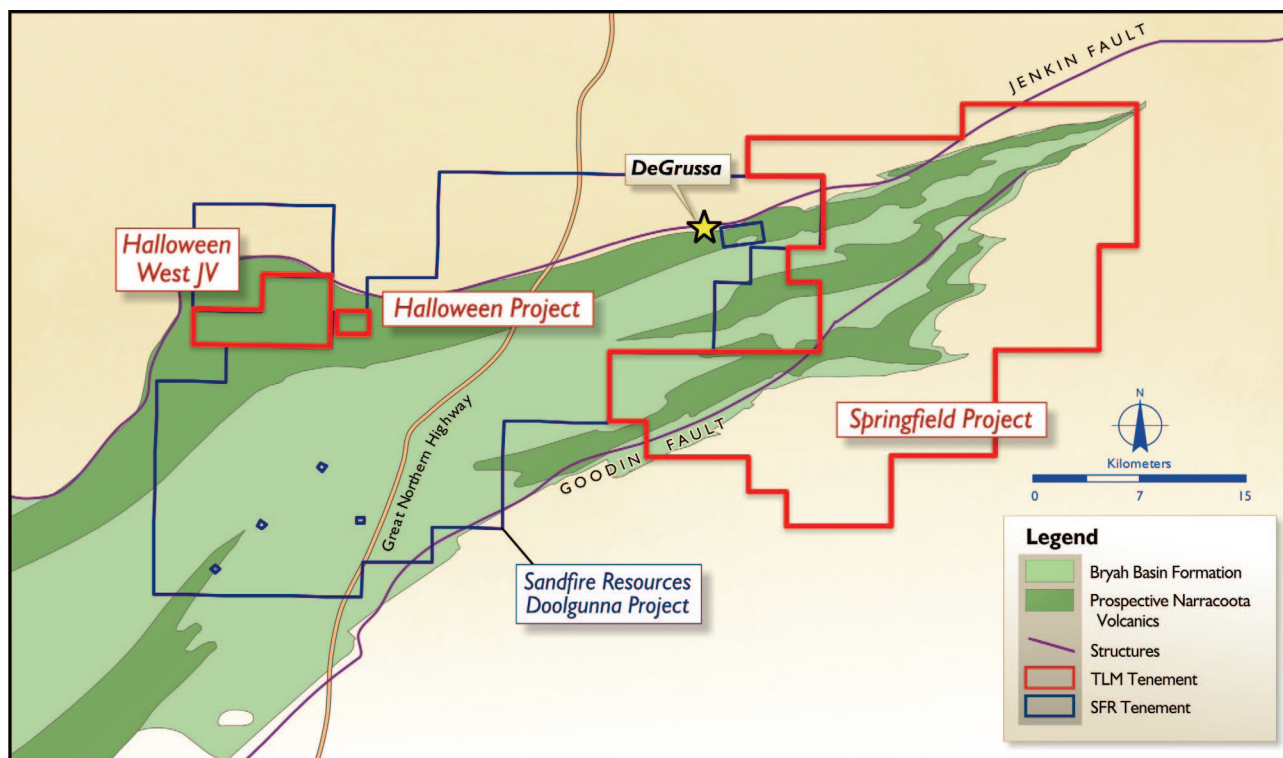 JENKIN FAULT
DeGrussa
Halloween
West JV
Halloween Project
Great Northern Highway
Springfield Project
GOODIN FAULT
Sandfire Resources
Doolgunna Project
N
Kilometers
0 7 15
Legend
Bryah Basin Formation
Prospective Narracoota
Volcanics
Structures
TLM Tenement
SFR Tenement